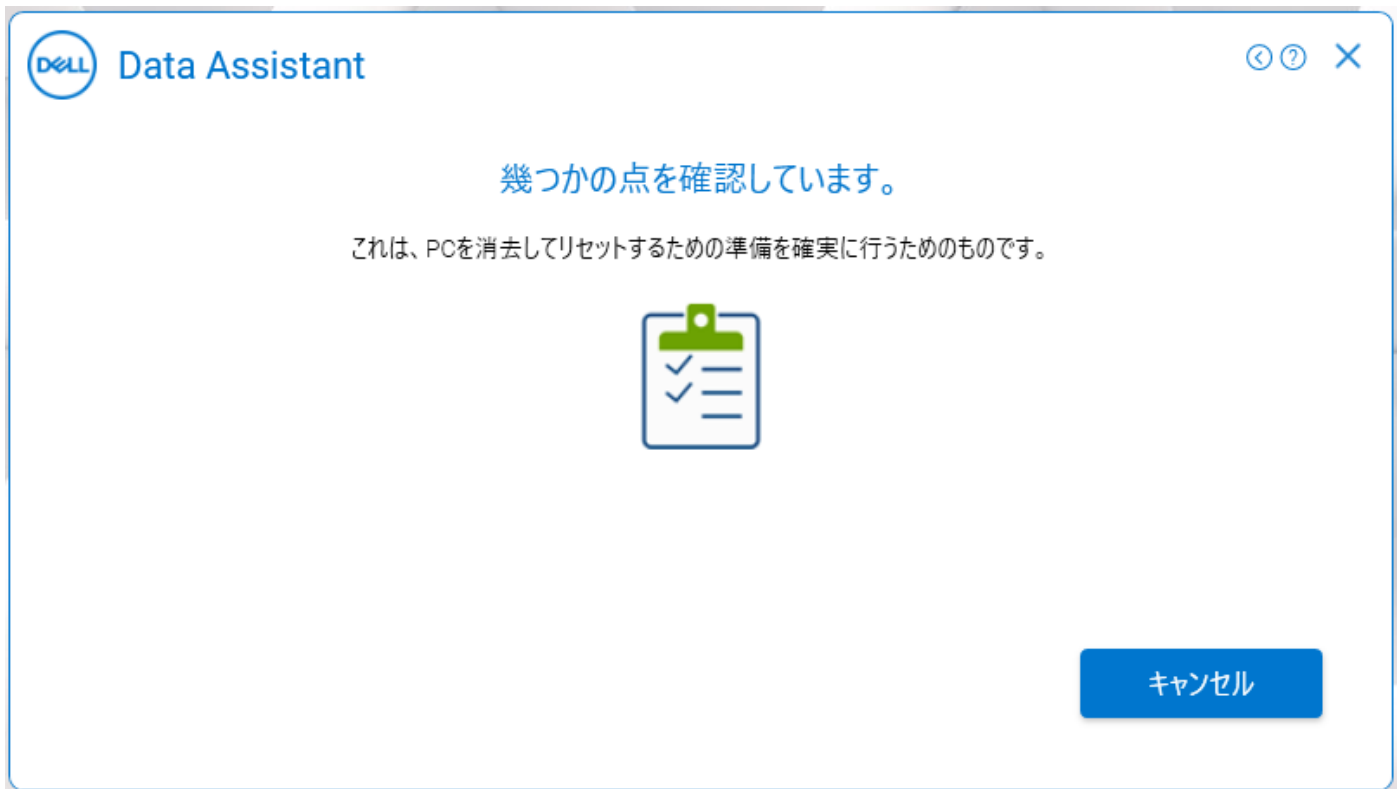 DELL
Data Assistant
幾つかの点を確認しています。
これは、PCを消去してリセットするための準備を確実に行うためのものです。
キャンセル